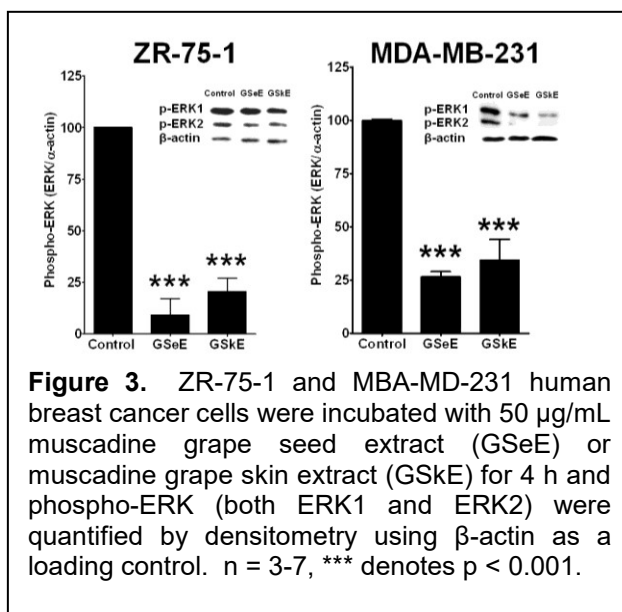 ZR-75-1
MDA-MB-231
125
100
75
50
25
0
Phospho-ERK (ERK/α-actin)
Control GSeE GSkE
p-ERK1
p-ERK2
β-actin
***
***
Control GSeE GSkE
125
100
75
50
25
0
Phospho-ERK (ERK/α-actin)
Control GSeE GSkE
p-ERK1
p-ERK2
β-actin
***
***
Control GSeE GSkE
Figure 3. ZR-75-1 and MBA-MD-231 human
breast cancer cells were incubated with 50 µg/mL
muscadine grape seed extract (GSeE) or
muscadine grape skin extract (GSkE) for 4 h and
phospho-ERK (both ERK1 and ERK2) were
quantified by densitometry using β-actin as a
loading control. n = 3-7, *** denotes p < 0.001.